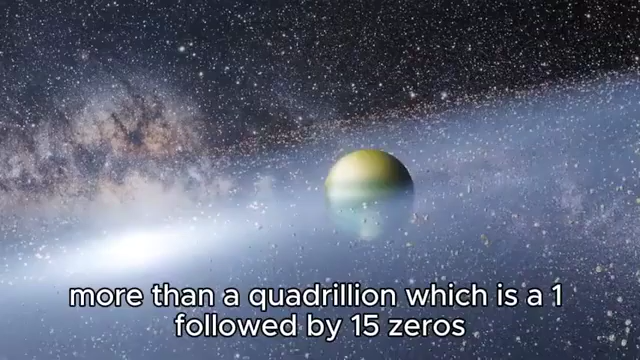 more than a quadrillion which is a 1
followed by 15 zeros